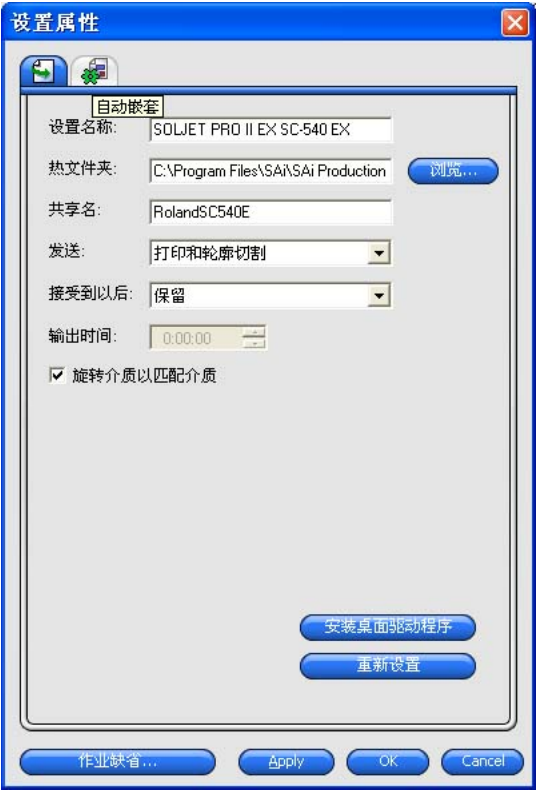 设置属性
自动嵌套
设置名称: SOLJET PRO II EX SC-540 EX
热文件夹: C:\Program Files\SAi\SAi Production 浏览...
共享名: RolandSC540E
发送: 打印和轮廓切割
接受到以后: 保留
输出时间: 0:00:00
旋转介质以匹配介质
安装桌面驱动程序
重新设置
作业缺省... Apply OK Cancel